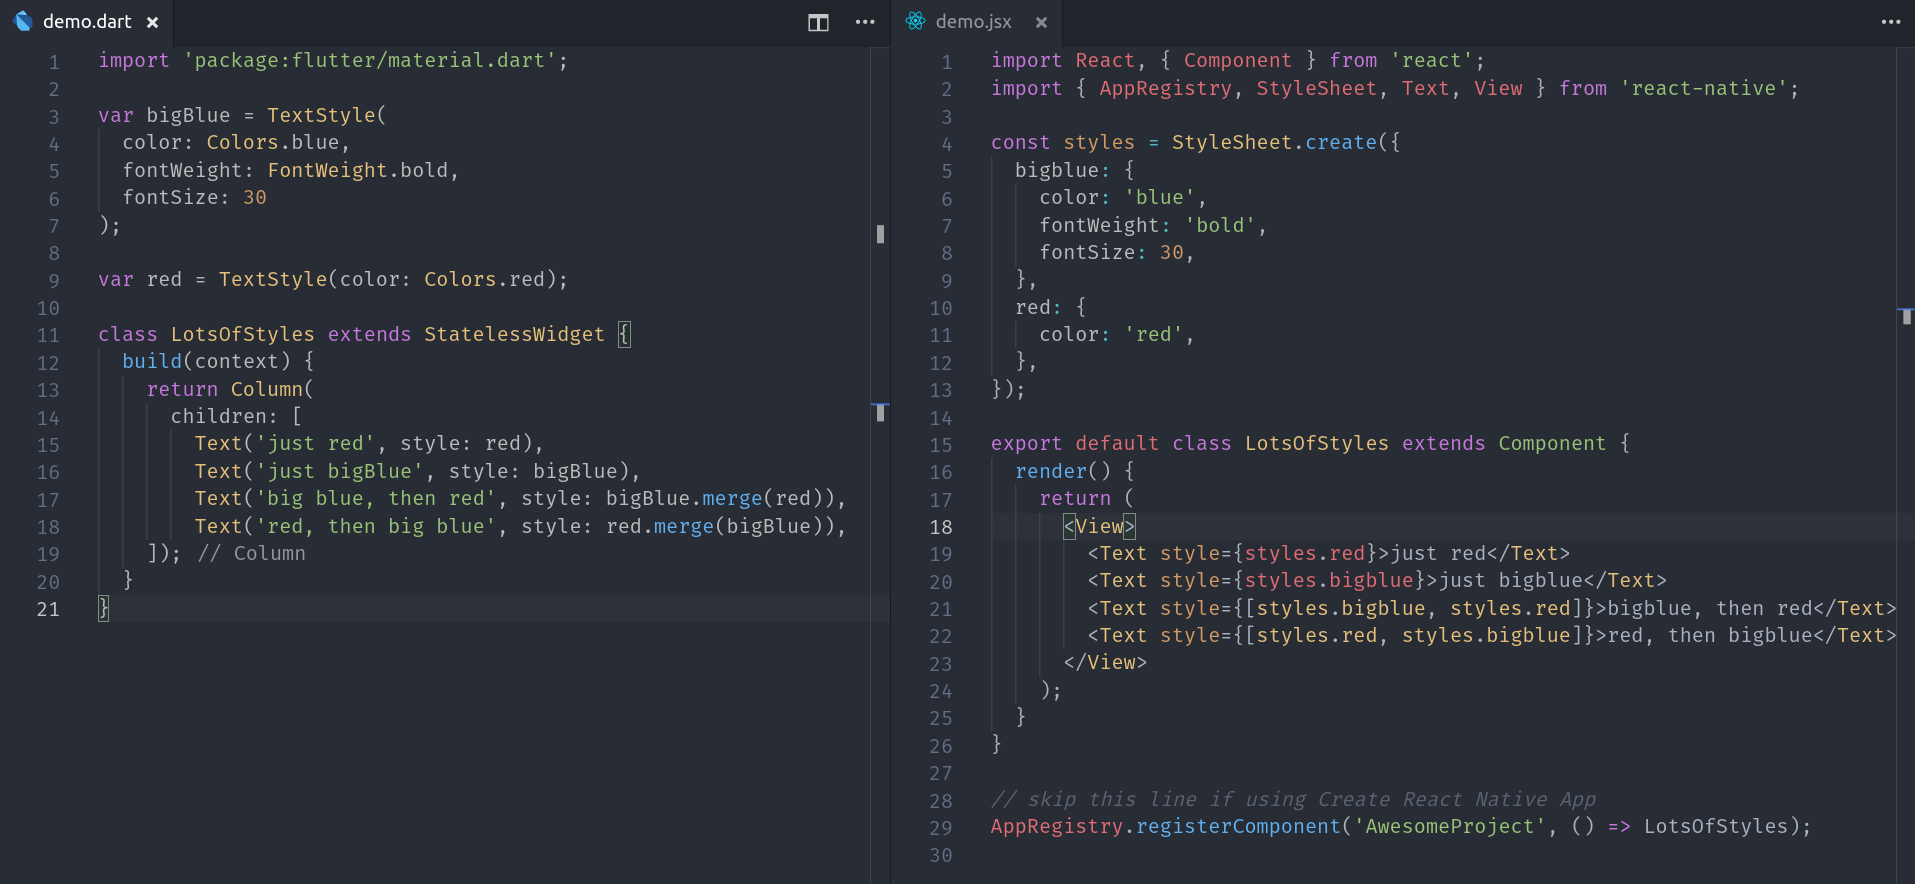 demo.dart
1 import 'package:flutter/material.dart';
2
3 var bigBlue = TextStyle(
4   color: Colors.blue,
5   fontWeight: FontWeight.bold,
6   fontSize: 30
7 );
8
9 var red = TextStyle(color: Colors.red);
10
11 class LotsOfStyles extends StatelessWidget {
12   build(context) {
13     return Column(
14       children: [
15         Text('just red', style: red),
16         Text('just bigBlue', style: bigBlue),
17         Text('big blue, then red', style: bigBlue.merge(red)),
18         Text('red, then big blue', style: red.merge(bigBlue)),
19     ]); // Column
20   }
21 }
demo.jsx
1 import React, { Component } from 'react';
2 import { AppRegistry, StyleSheet, Text, View } from 'react-native';
3
4 const styles = StyleSheet.create({
5   bigblue: {
6     color: 'blue',
7     fontWeight: 'bold',
8     fontSize: 30,
9   },
10   red: {
11     color: 'red',
12   },
13 });
14
15 export default class LotsOfStyles extends Component {
16   render() {
17     return (
18       <View>
19         <Text style={styles.red}>just red</Text>
20         <Text style={styles.bigblue}>just bigblue</Text>
21         <Text style={[styles.bigblue, styles.red]}>bigblue, then red</Text>
22         <Text style={[styles.red, styles.bigblue]}>red, then bigblue</Text>
23       </View>
24     );
25   }
26 }
27
28 // skip this line if using Create React Native App
29 AppRegistry.registerComponent('AwesomeProject', () => LotsOfStyles);
30